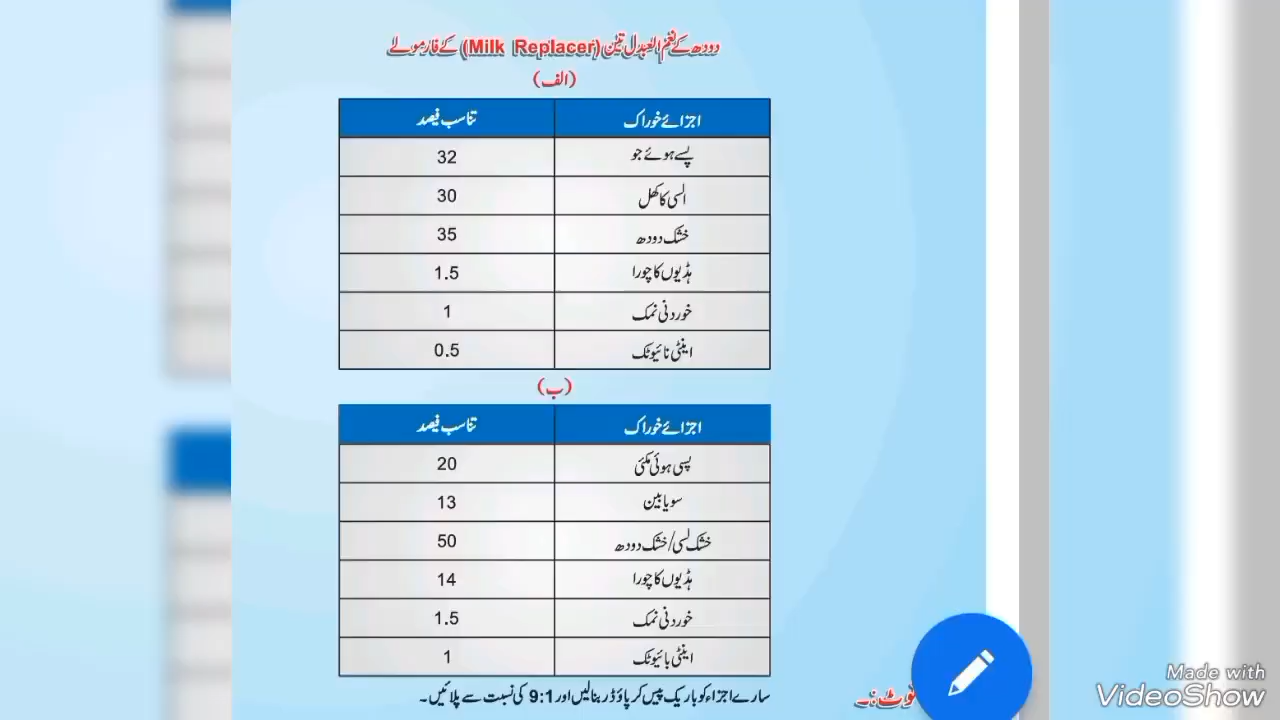 دودھ کے نعم العبدل تین (Milk Replacer) کے فارمولے
(الف)
اجزائے خوراک تناسب فیصد
پسے ہوئے جو 32
السی کا کھل 30
خشک دودھ 35
ہڈیوں کا چورا 1.5
خوردنی نمک 1
اینٹی نائیوٹک 0.5
(ب)
اجزائے خوراک تناسب فیصد
پسی ہوئی مکئی 20
سویابین 13
خشک لسی/خشک دودھ 50
ہڈیوں کا چورا 14
خوردنی نمک 1.5
اینٹی بائیوٹک 1
نوٹ:۔ سارے اجزاء کو باریک پیس کر پاؤڈر بنالیں اور 9:1 کی نسبت سے پلائیں۔
Made with
VideoShow